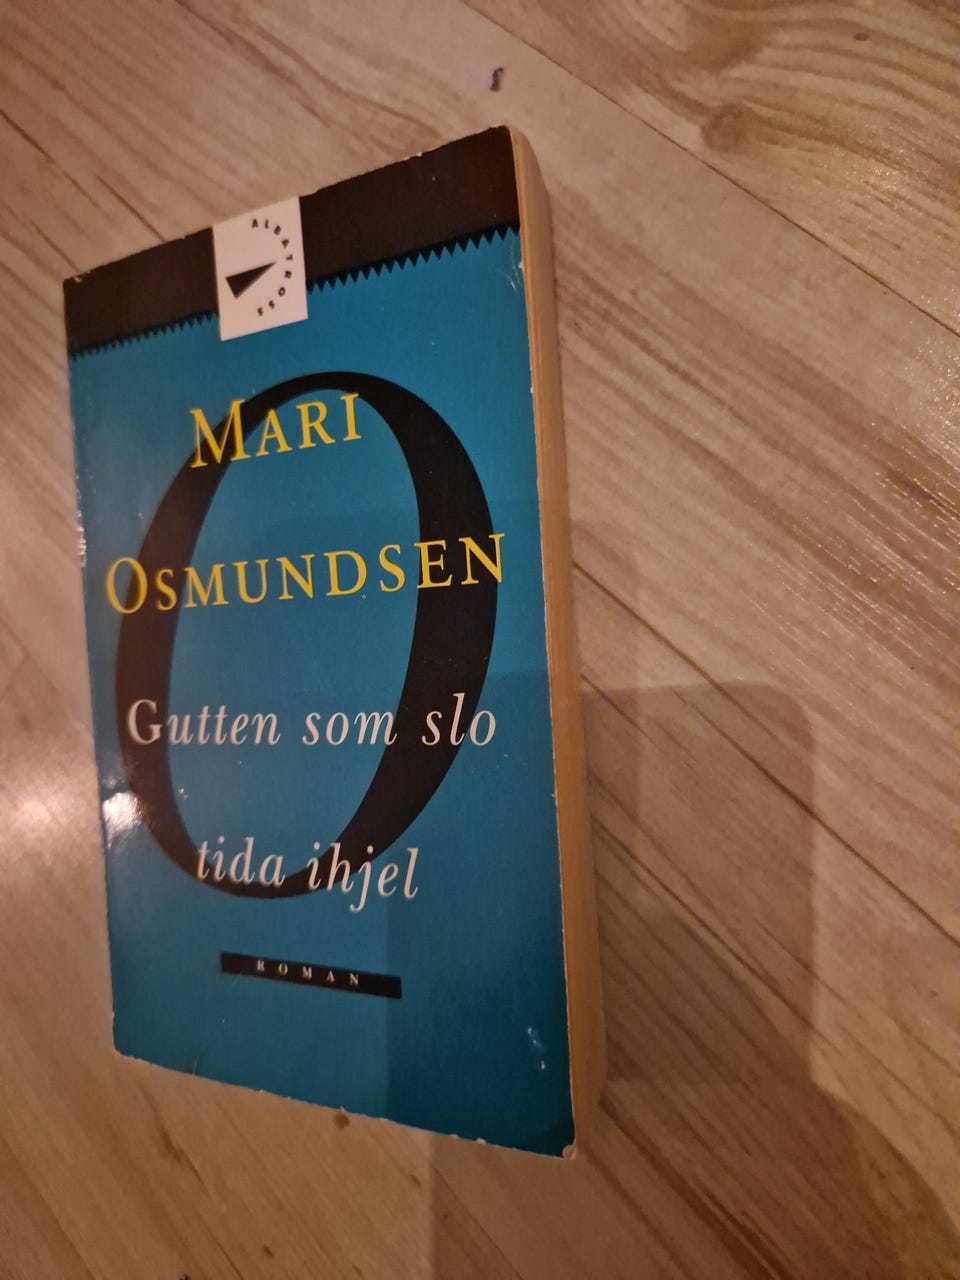 ALBATROSS
MARI
OSMUNDSEN
Gutten som slo
tida ihjel
ROMAN